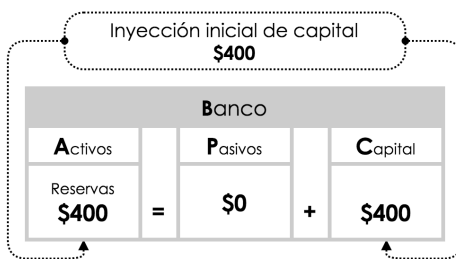 Inyección inicial de capital
$400
Banco
Activos Pasivos Capital
Reservas
$400 = $0 + $400